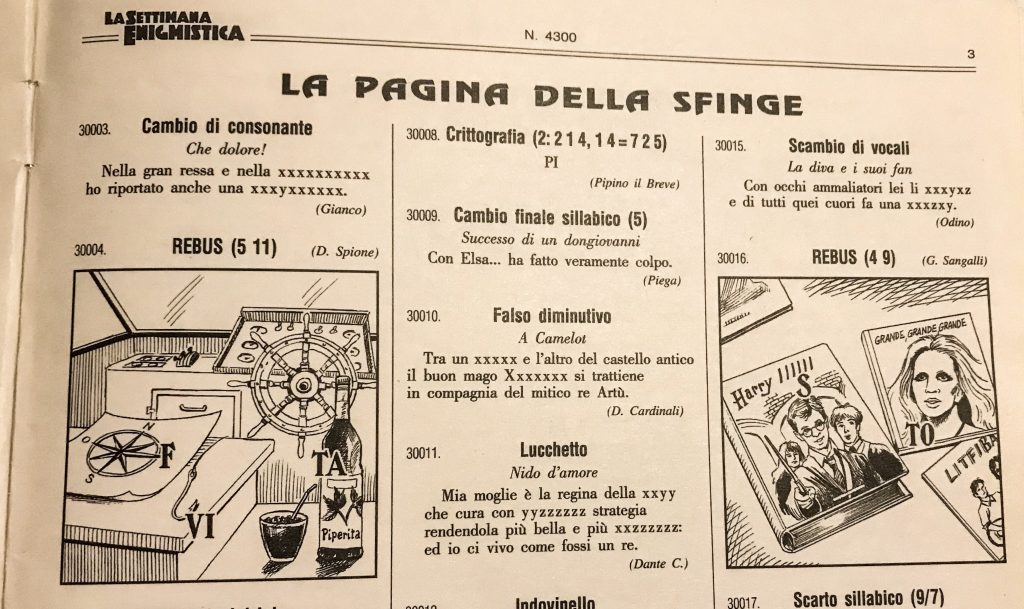 LA SETTIMANA
ENIGMISTICA
N. 4300
3
LA PAGINA DELLA SFINGE
30003. Cambio di consonante
Che dolore!
Nella gran ressa e nella xxxxxxxxxx
ho riportato anche una xxxyxxxxxx.
(Gianco)
30004. REBUS (5 11) (D. Spione)
N
O
S
F
TA
VI
Piperita
30008. Crittografia (2: 2 1 4, 1 4 = 7 2 5)
PI
(Pipino il Breve)
30009. Cambio finale sillabico (5)
Successo di un dongiovanni
Con Elsa... ha fatto veramente colpo.
(Piega)
30010. Falso diminutivo
A Camelot
Tra un xxxxx e l'altro del castello antico
il buon mago Xxxxxxx si trattiene
in compagnia del mitico re Artù.
(D. Cardinali)
30011. Lucchetto
Nido d'amore
Mia moglie è la regina della xxyy
che cura con yyzzzzzz strategia
rendendola più bella e più xxzzzzzz:
ed io ci vivo come fossi un re.
(Dante C.)
Indovinello
30015. Scambio di vocali
La diva e i suoi fan
Con occhi ammaliatori lei li xxxyxz
e di tutti quei cuori fa una xxxzxy.
(Odino)
30016. REBUS (4 9) (G. Sangalli)
GRANDE, GRANDE, GRANDE
Harry
S
TO
LITFIBA
30017. Scarto sillabico (9/7)